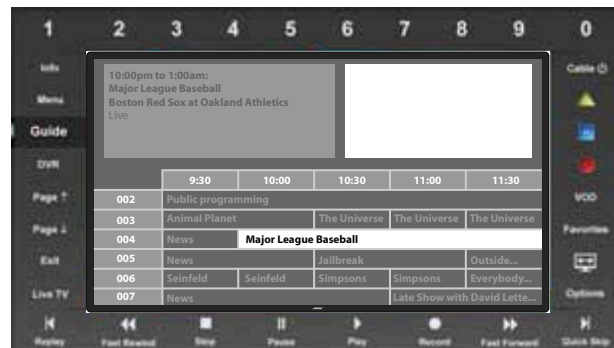 1 2 3 4 5 6 7 8 9 0
Info
Menu
Guide
DVR
Page ↑
Page ↓
Exit
Live TV
10:00pm to 1:00am:
Major League Baseball
Boston Red Sox at Oakland Athletics
Live
9:30 10:00 10:30 11:00 11:30
002 Public programming
003 Animal Planet The Universe The Universe The Universe
004 News Major League Baseball
005 News Jailbreak Outside...
006 Seinfeld Seinfeld Simpsons Simpsons Everybody...
007 News Late Show with David Lette...
Cable
VOD
Favorites
Options
Replay Fast Rewind Stop Pause Play Record Fast Forward Quick Skip